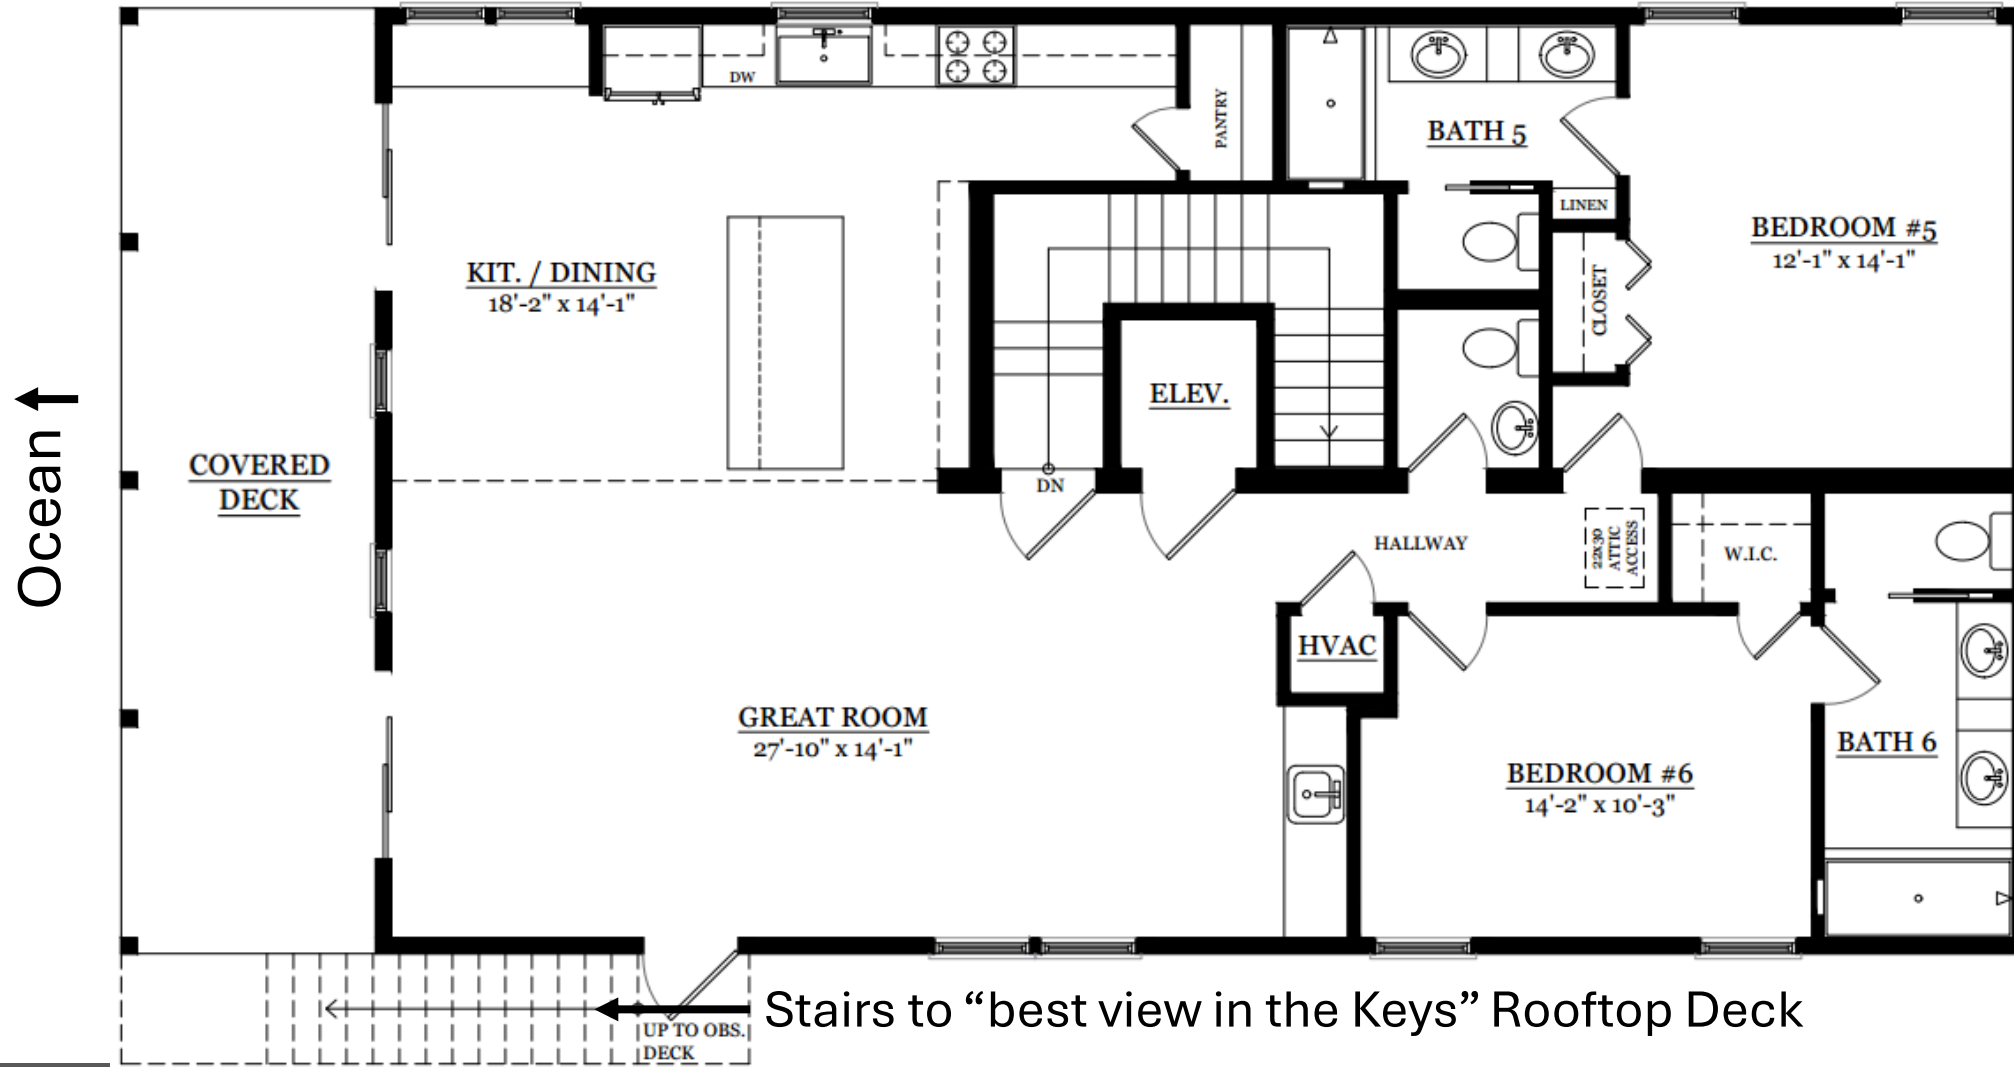 DW
PANTRY
BATH 5
LINEN
BEDROOM #5
12'-1" x 14'-1"
KIT. / DINING
18'-2" x 14'-1"
CLOSET
ELEV.
Ocean
COVERED
DECK
DN
HALLWAY
22x30
ATTIC
ACCESS
W.I.C.
HVAC
GREAT ROOM
27'-10" x 14'-1"
BATH 6
BEDROOM #6
14'-2" x 10'-3"
Stairs to “best view in the Keys” Rooftop Deck
UP TO OBS.
DECK